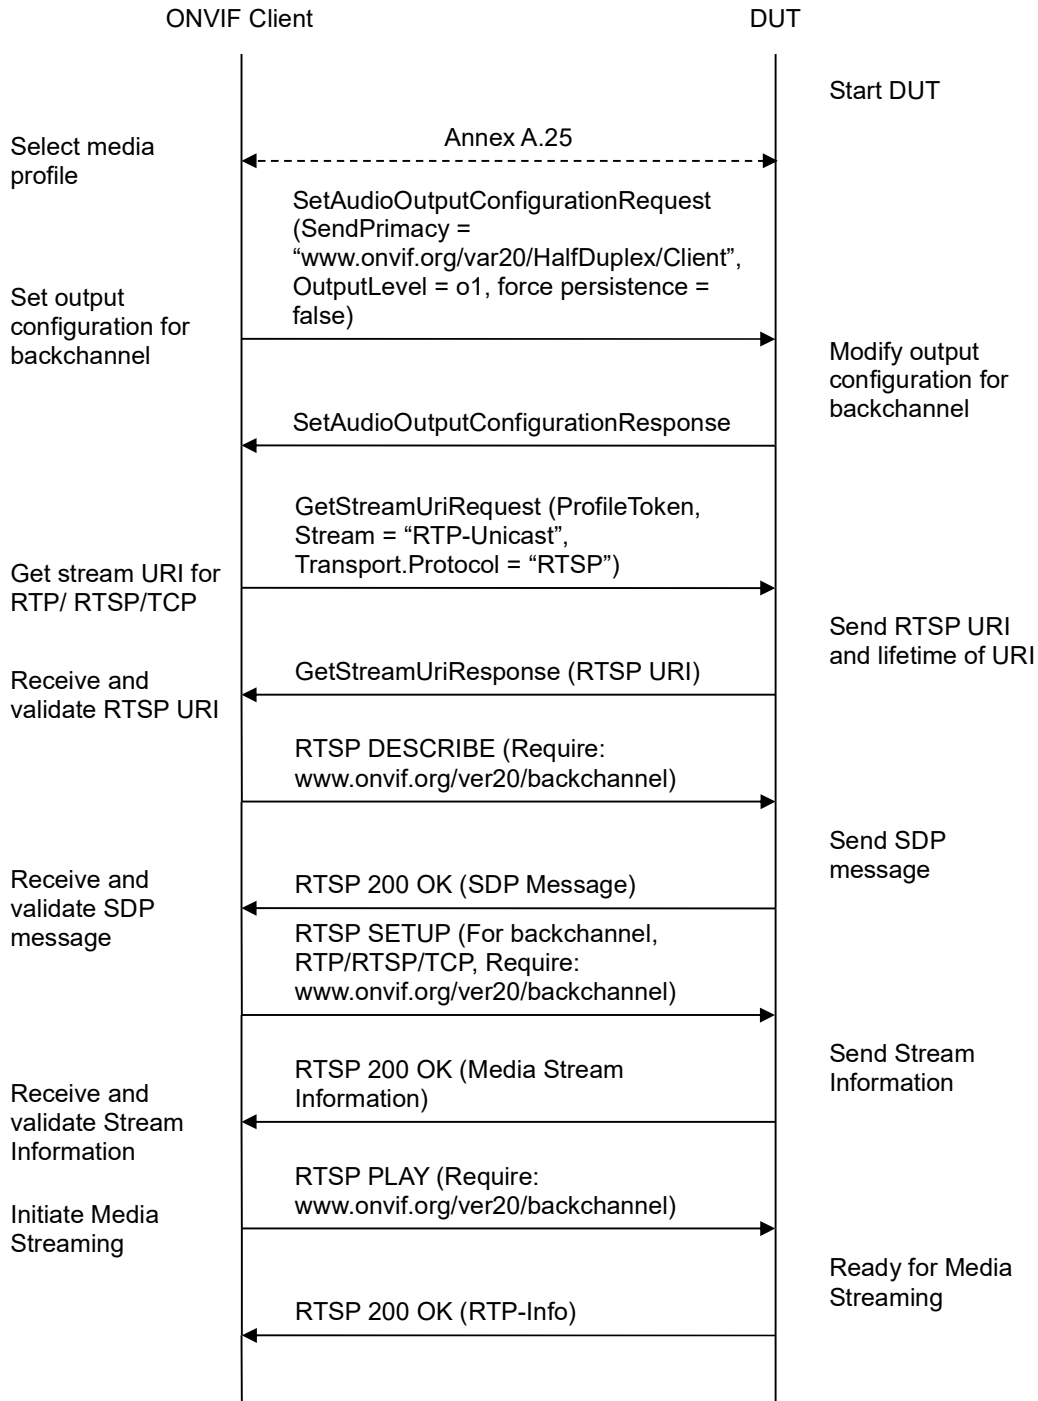 ONVIF Client
DUT
Start DUT
Annex A.25
Select media
profile
SetAudioOutputConfigurationRequest
(SendPrimacy =
“www.onvif.org/var20/HalfDuplex/Client”,
OutputLevel = o1, force persistence =
false)
Set output
configuration for
backchannel
Modify output
configuration for
backchannel
SetAudioOutputConfigurationResponse
GetStreamUriRequest (ProfileToken,
Stream = “RTP-Unicast”,
Transport.Protocol = “RTSP”)
Get stream URI for
RTP/ RTSP/TCP
Send RTSP URI
and lifetime of URI
GetStreamUriResponse (RTSP URI)
Receive and
validate RTSP URI
RTSP DESCRIBE (Require:
www.onvif.org/ver20/backchannel)
Send SDP
message
RTSP 200 OK (SDP Message)
Receive and
validate SDP
message
RTSP SETUP (For backchannel,
RTP/RTSP/TCP, Require:
www.onvif.org/ver20/backchannel)
Send Stream
Information
RTSP 200 OK (Media Stream
Information)
Receive and
validate Stream
Information
RTSP PLAY (Require:
www.onvif.org/ver20/backchannel)
Initiate Media
Streaming
Ready for Media
Streaming
RTSP 200 OK (RTP-Info)